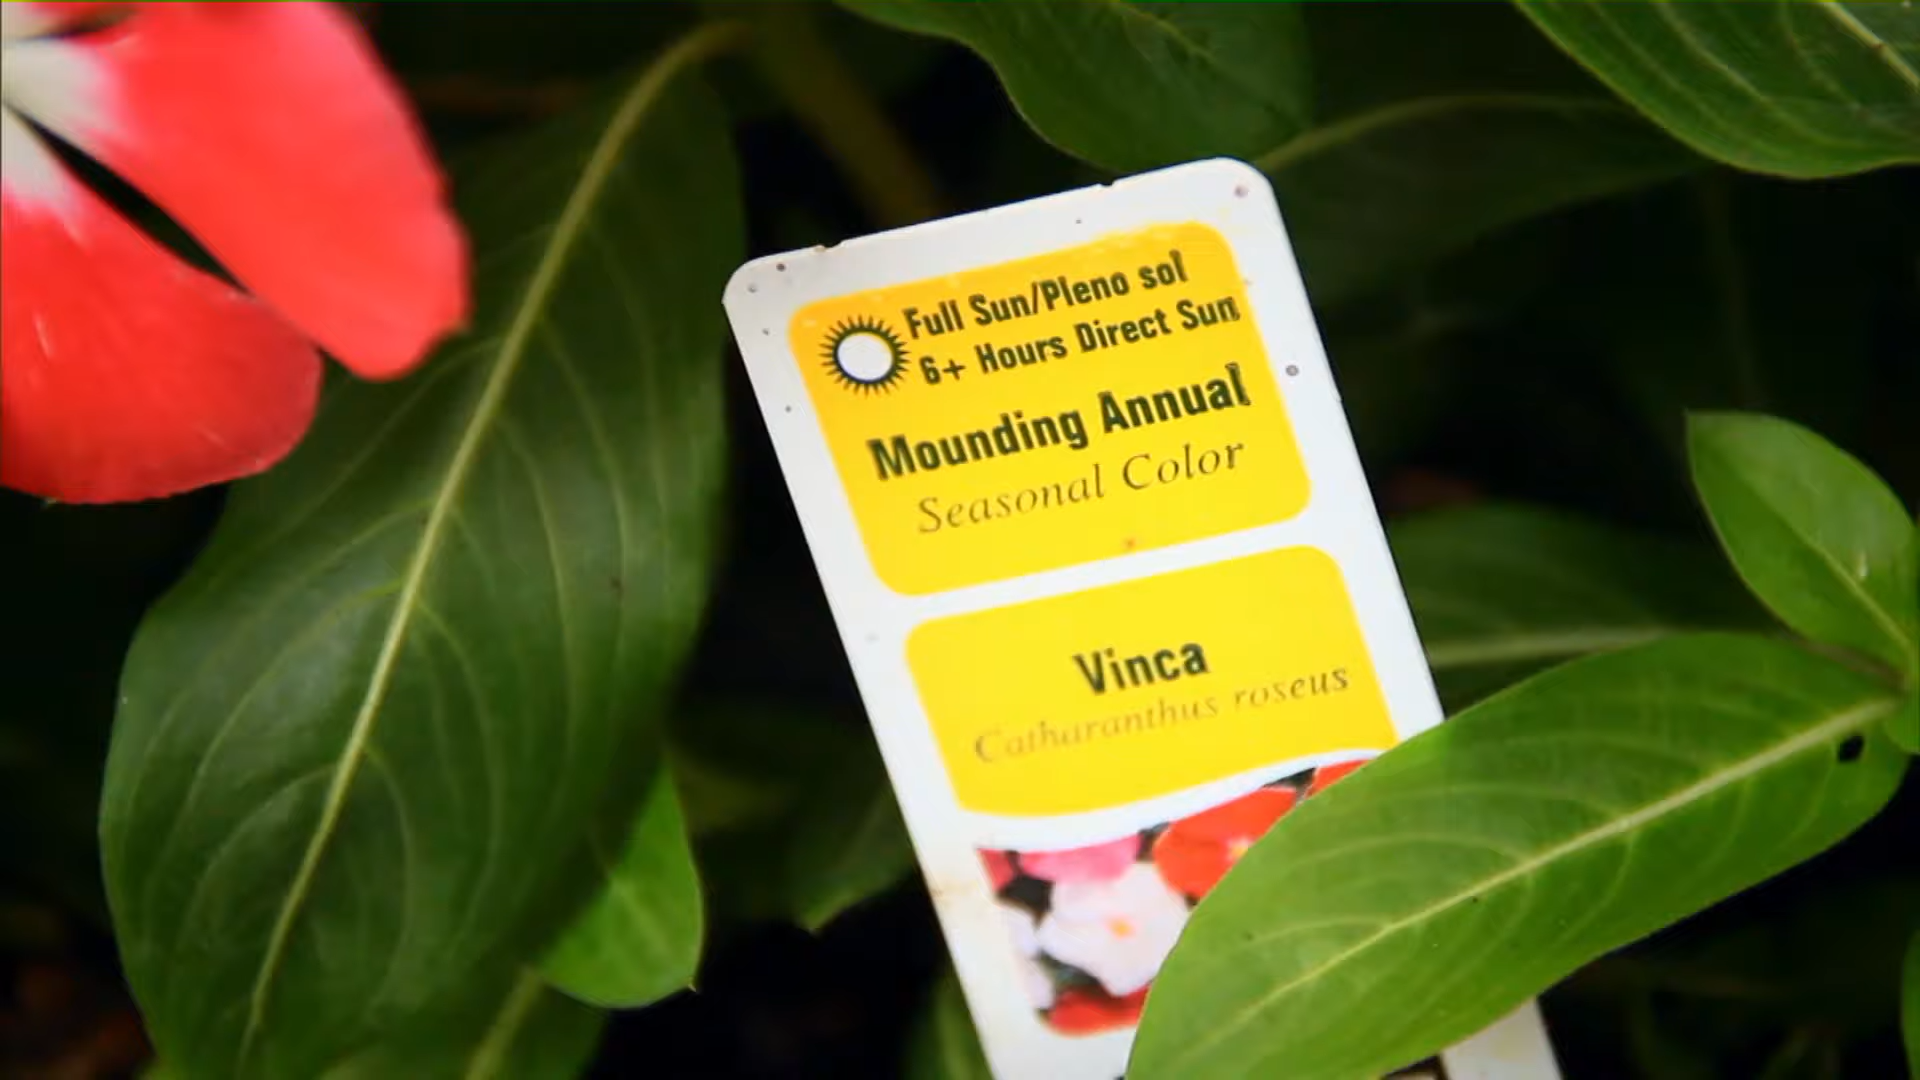 Full Sun/Pleno sol
6+ Hours Direct Sun
Mounding Annual
Seasonal Color
Vinca
Catharanthus roseus